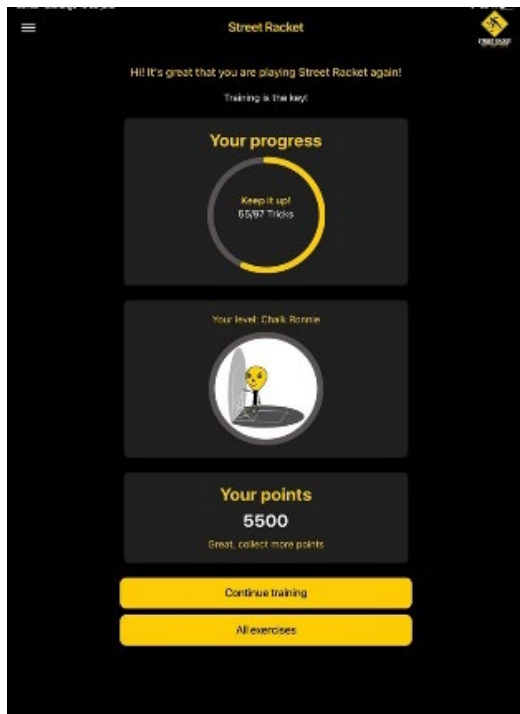 Street Racket
Hi! It's great that you are playing Street Racket again!
Training is the key!
Your progress
Keep it up!
55/97 Tricks
Your level: Chalk Ronnie
Your points
5500
Great, collect more points
Continue training
All exercises